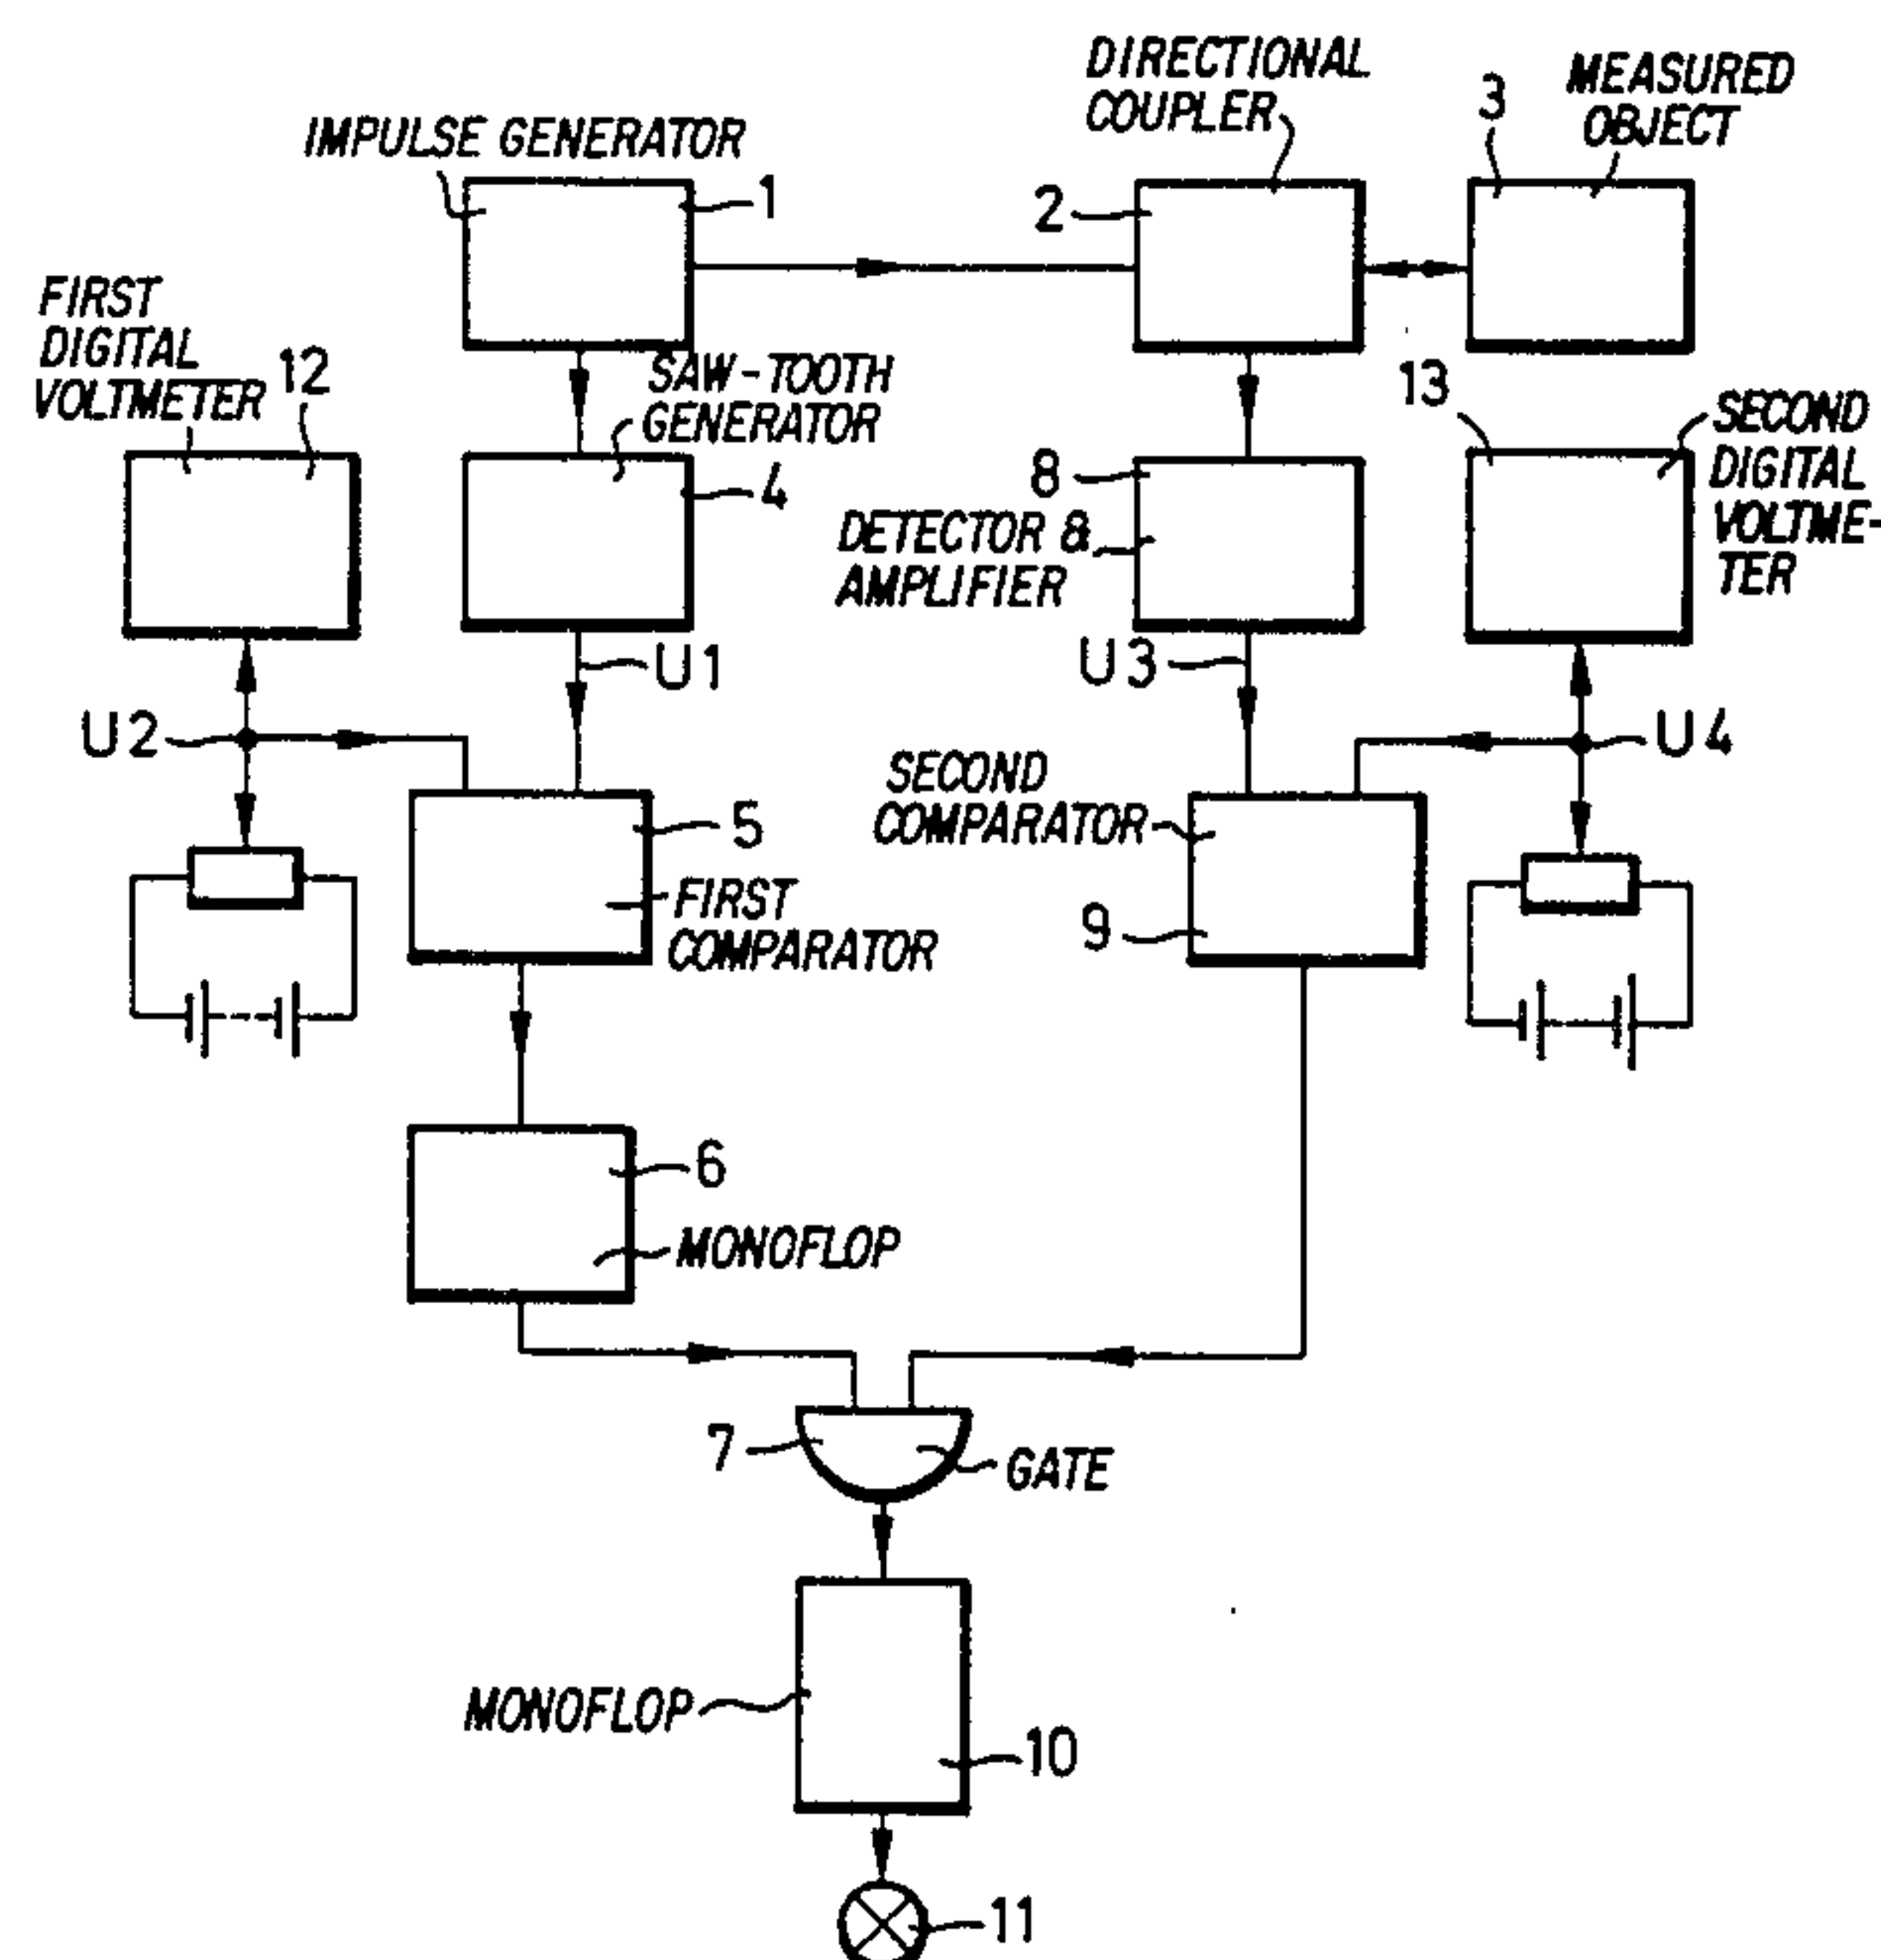 DIRECTIONAL
COUPLER
3
MEASURED
OBJECT
IMPULSE GENERATOR
1
2
FIRST
DIGITAL
VOLTMETER
12
SAW-TOOTH
GENERATOR
4
13
SECOND
DIGITAL
VOLTME-
TER
8
DETECTOR &
AMPLIFIER
U1
U3
U2
U4
SECOND
COMPARATOR
5
FIRST
COMPARATOR
9
6
MONOFLOP
7
GATE
MONOFLOP
10
11